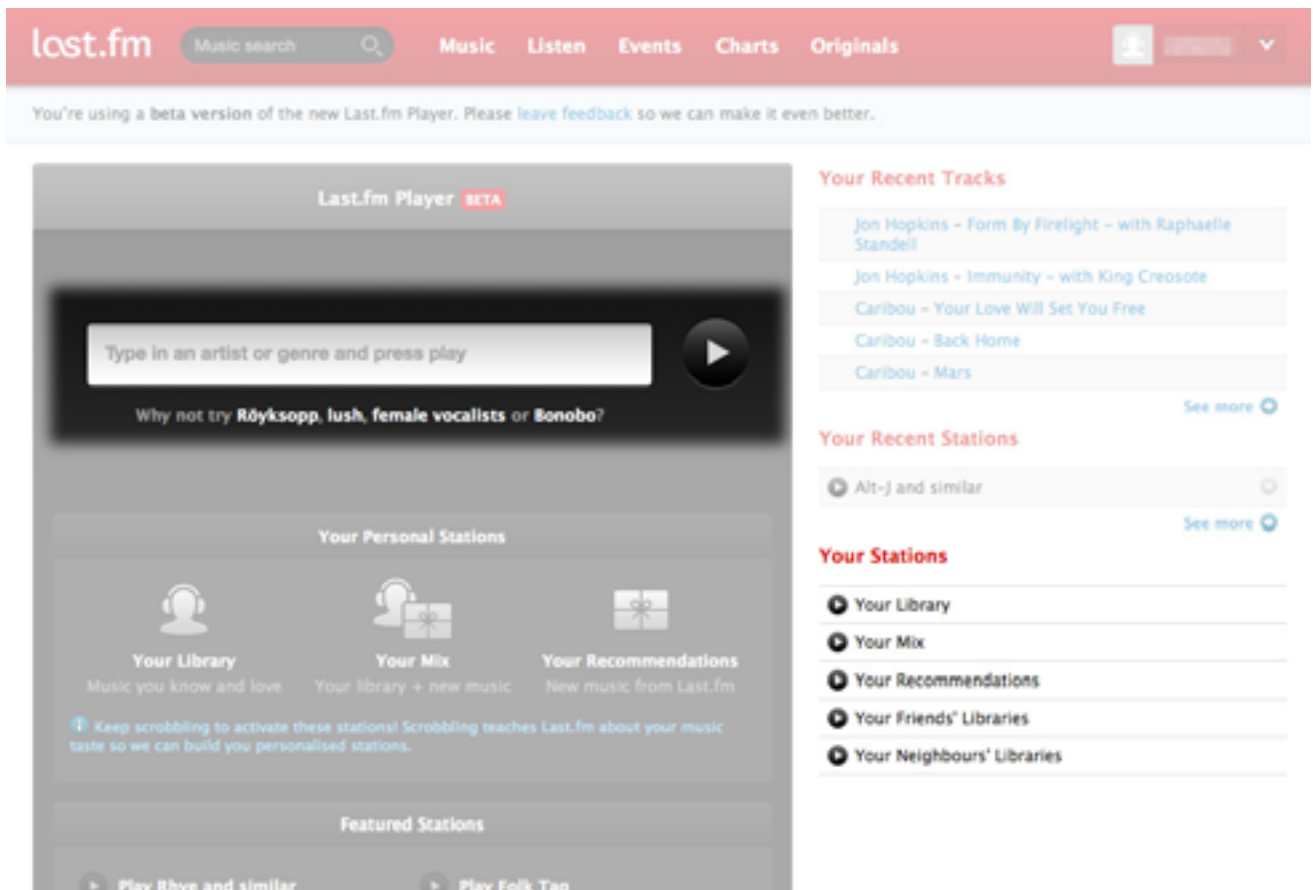 last.fm Music search Music Listen Events Charts Originals
You're using a beta version of the new Last.fm Player. Please leave feedback so we can make it even better.
Last.fm Player BETA
Type in an artist or genre and press play
Why not try Röyksopp, lush, female vocalists or Bonobo?
Your Personal Stations
Your Library Your Mix Your Recommendations
Music you know and love Your library + new music New music from Last.fm
Keep scrobbling to activate these stations! Scrobbling teaches Last.fm about your music
taste so we can build you personalised stations.
Featured Stations
Play Rhye and similar Play Folk Tag
Your Recent Tracks
Jon Hopkins – Form By Firelight – with Raphaelle
Standell
Jon Hopkins – Immunity – with King Creosote
Caribou – Your Love Will Set You Free
Caribou – Back Home
Caribou – Mars
See more
Your Recent Stations
Alt-J and similar
See more
Your Stations
Your Library
Your Mix
Your Recommendations
Your Friends' Libraries
Your Neighbours' Libraries